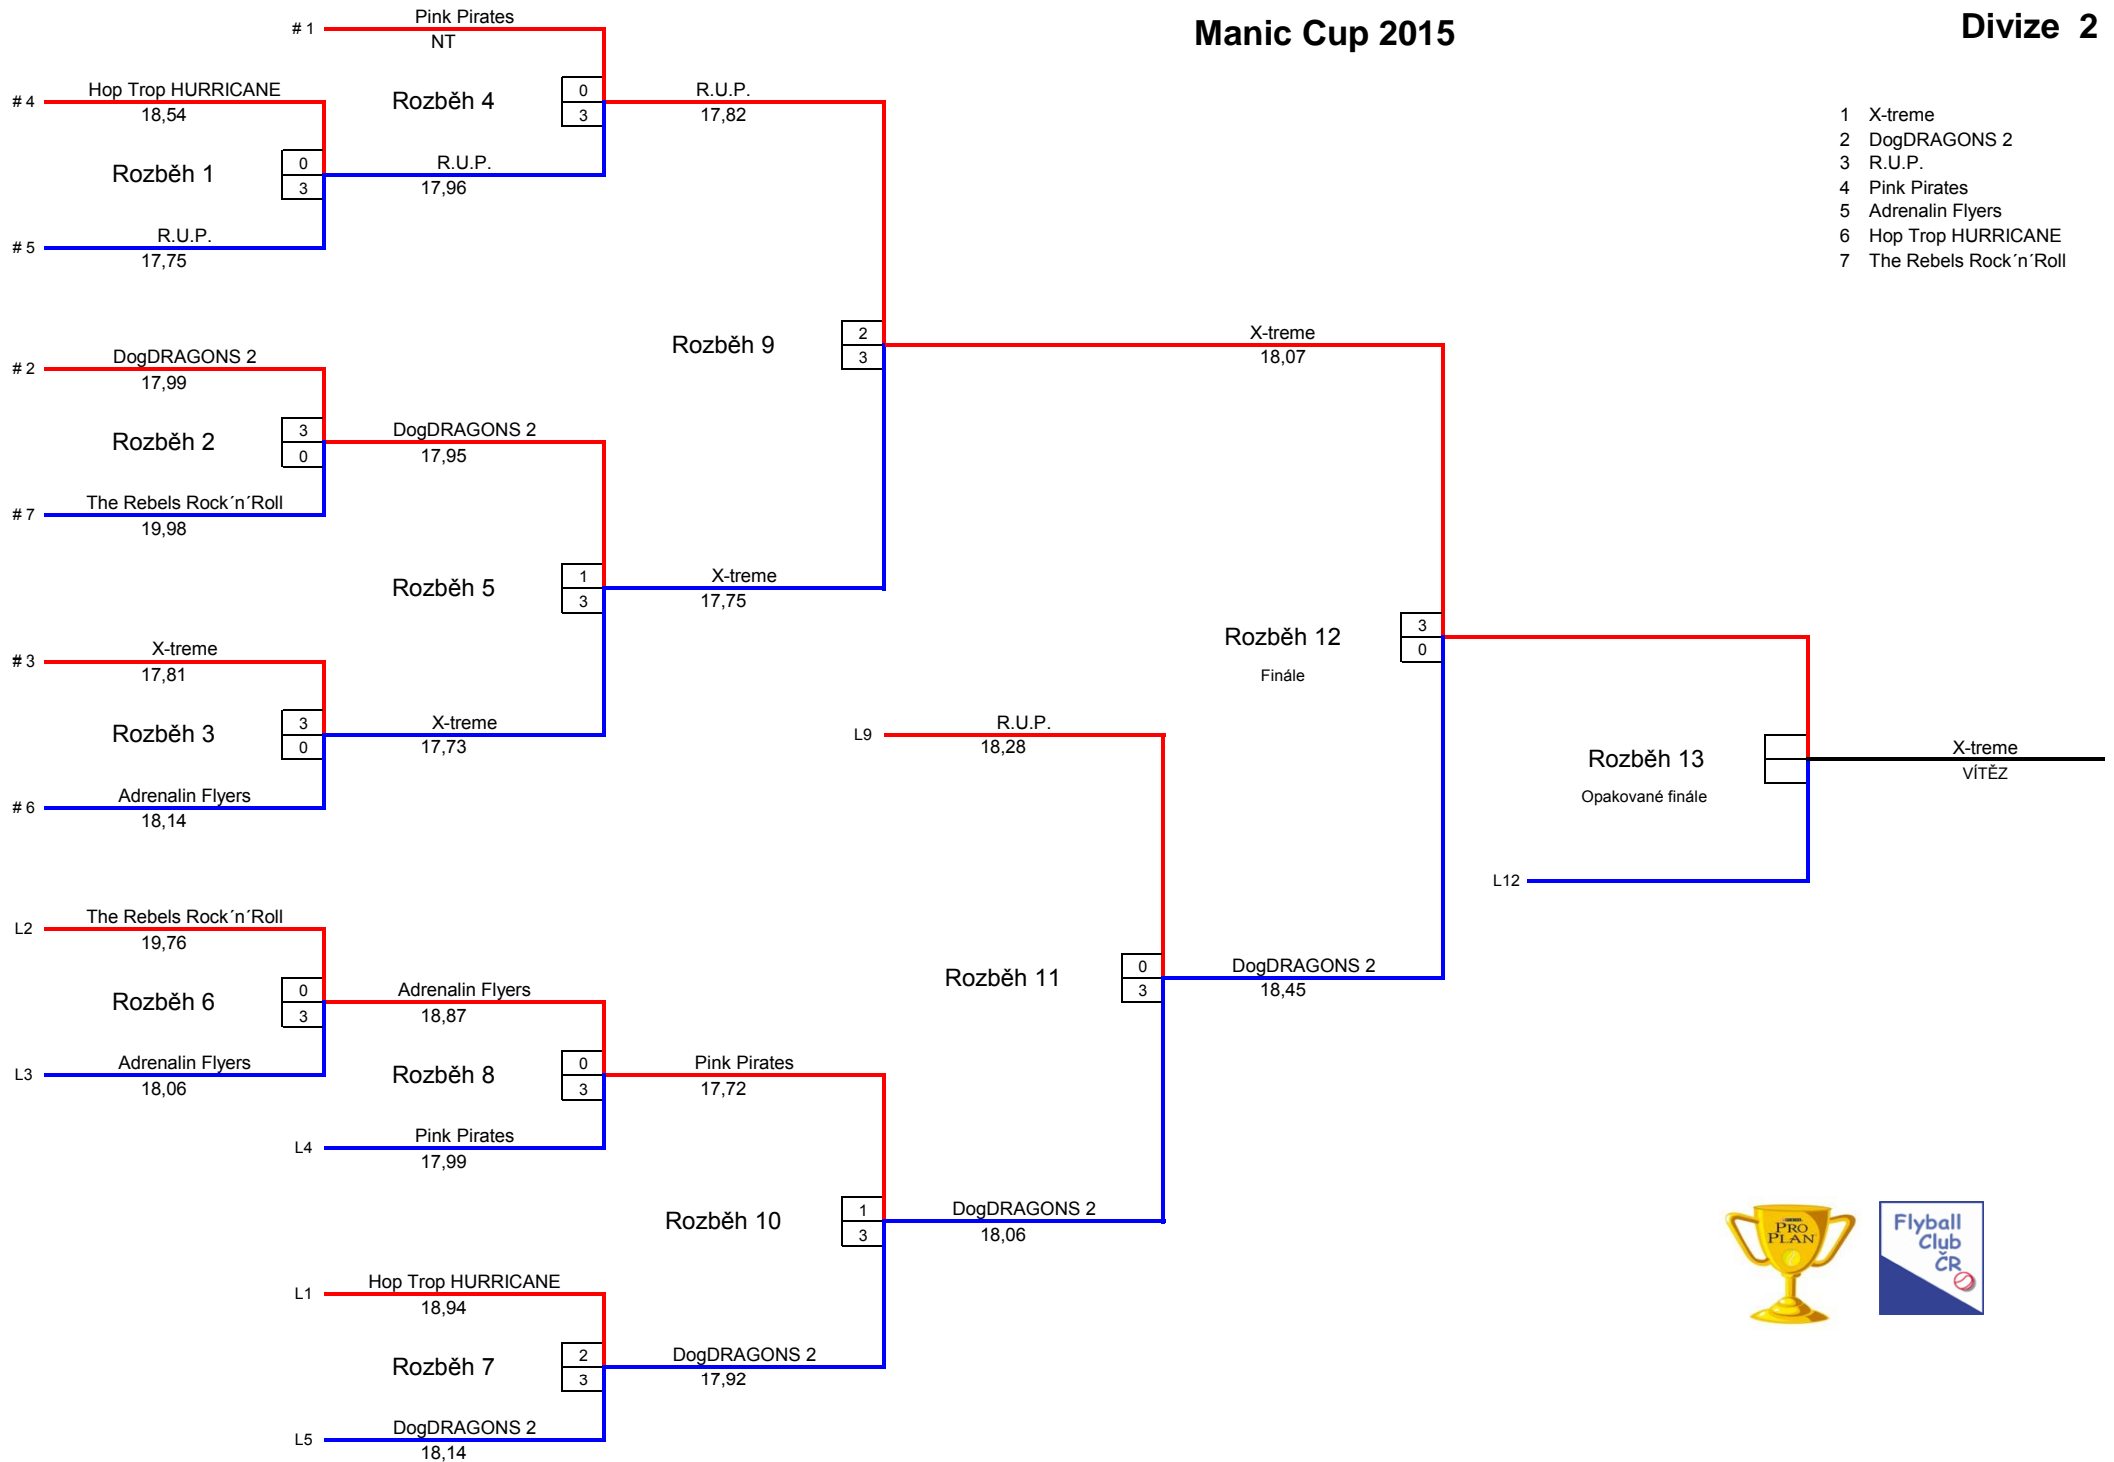 Manic Cup 2015
Divize 2
1 X-treme
2 DogDRAGONS 2
3 R.U.P.
4 Pink Pirates
5 Adrenalin Flyers
6 Hop Trop HURRICANE
7 The Rebels Rock´n´Roll
# 1
Pink Pirates
NT
# 4
Hop Trop HURRICANE
18,54
Rozběh 4
0
3
R.U.P.
17,82
Rozběh 1
0
3
R.U.P.
17,96
# 5
R.U.P.
17,75
Rozběh 9
2
3
X-treme
18,07
# 2
DogDRAGONS 2
17,99
Rozběh 2
3
0
DogDRAGONS 2
17,95
# 7
The Rebels Rock´n´Roll
19,98
Rozběh 5
1
3
X-treme
17,75
# 3
X-treme
17,81
Rozběh 3
3
0
X-treme
17,73
# 6
Adrenalin Flyers
18,14
Rozběh 12
Finále
3
0
L9
R.U.P.
18,28
Rozběh 13
Opakované finále
X-treme
VÍTĚZ
L12
L2
The Rebels Rock´n´Roll
19,76
Rozběh 6
0
3
Adrenalin Flyers
18,87
L3
Adrenalin Flyers
18,06
Rozběh 8
0
3
Pink Pirates
17,72
L4
Pink Pirates
17,99
Rozběh 11
0
3
DogDRAGONS 2
18,45
Rozběh 10
1
3
DogDRAGONS 2
18,06
L1
Hop Trop HURRICANE
18,94
Rozběh 7
2
3
DogDRAGONS 2
17,92
L5
DogDRAGONS 2
18,14
PRO
PLAN
Flyball
Club
ČR